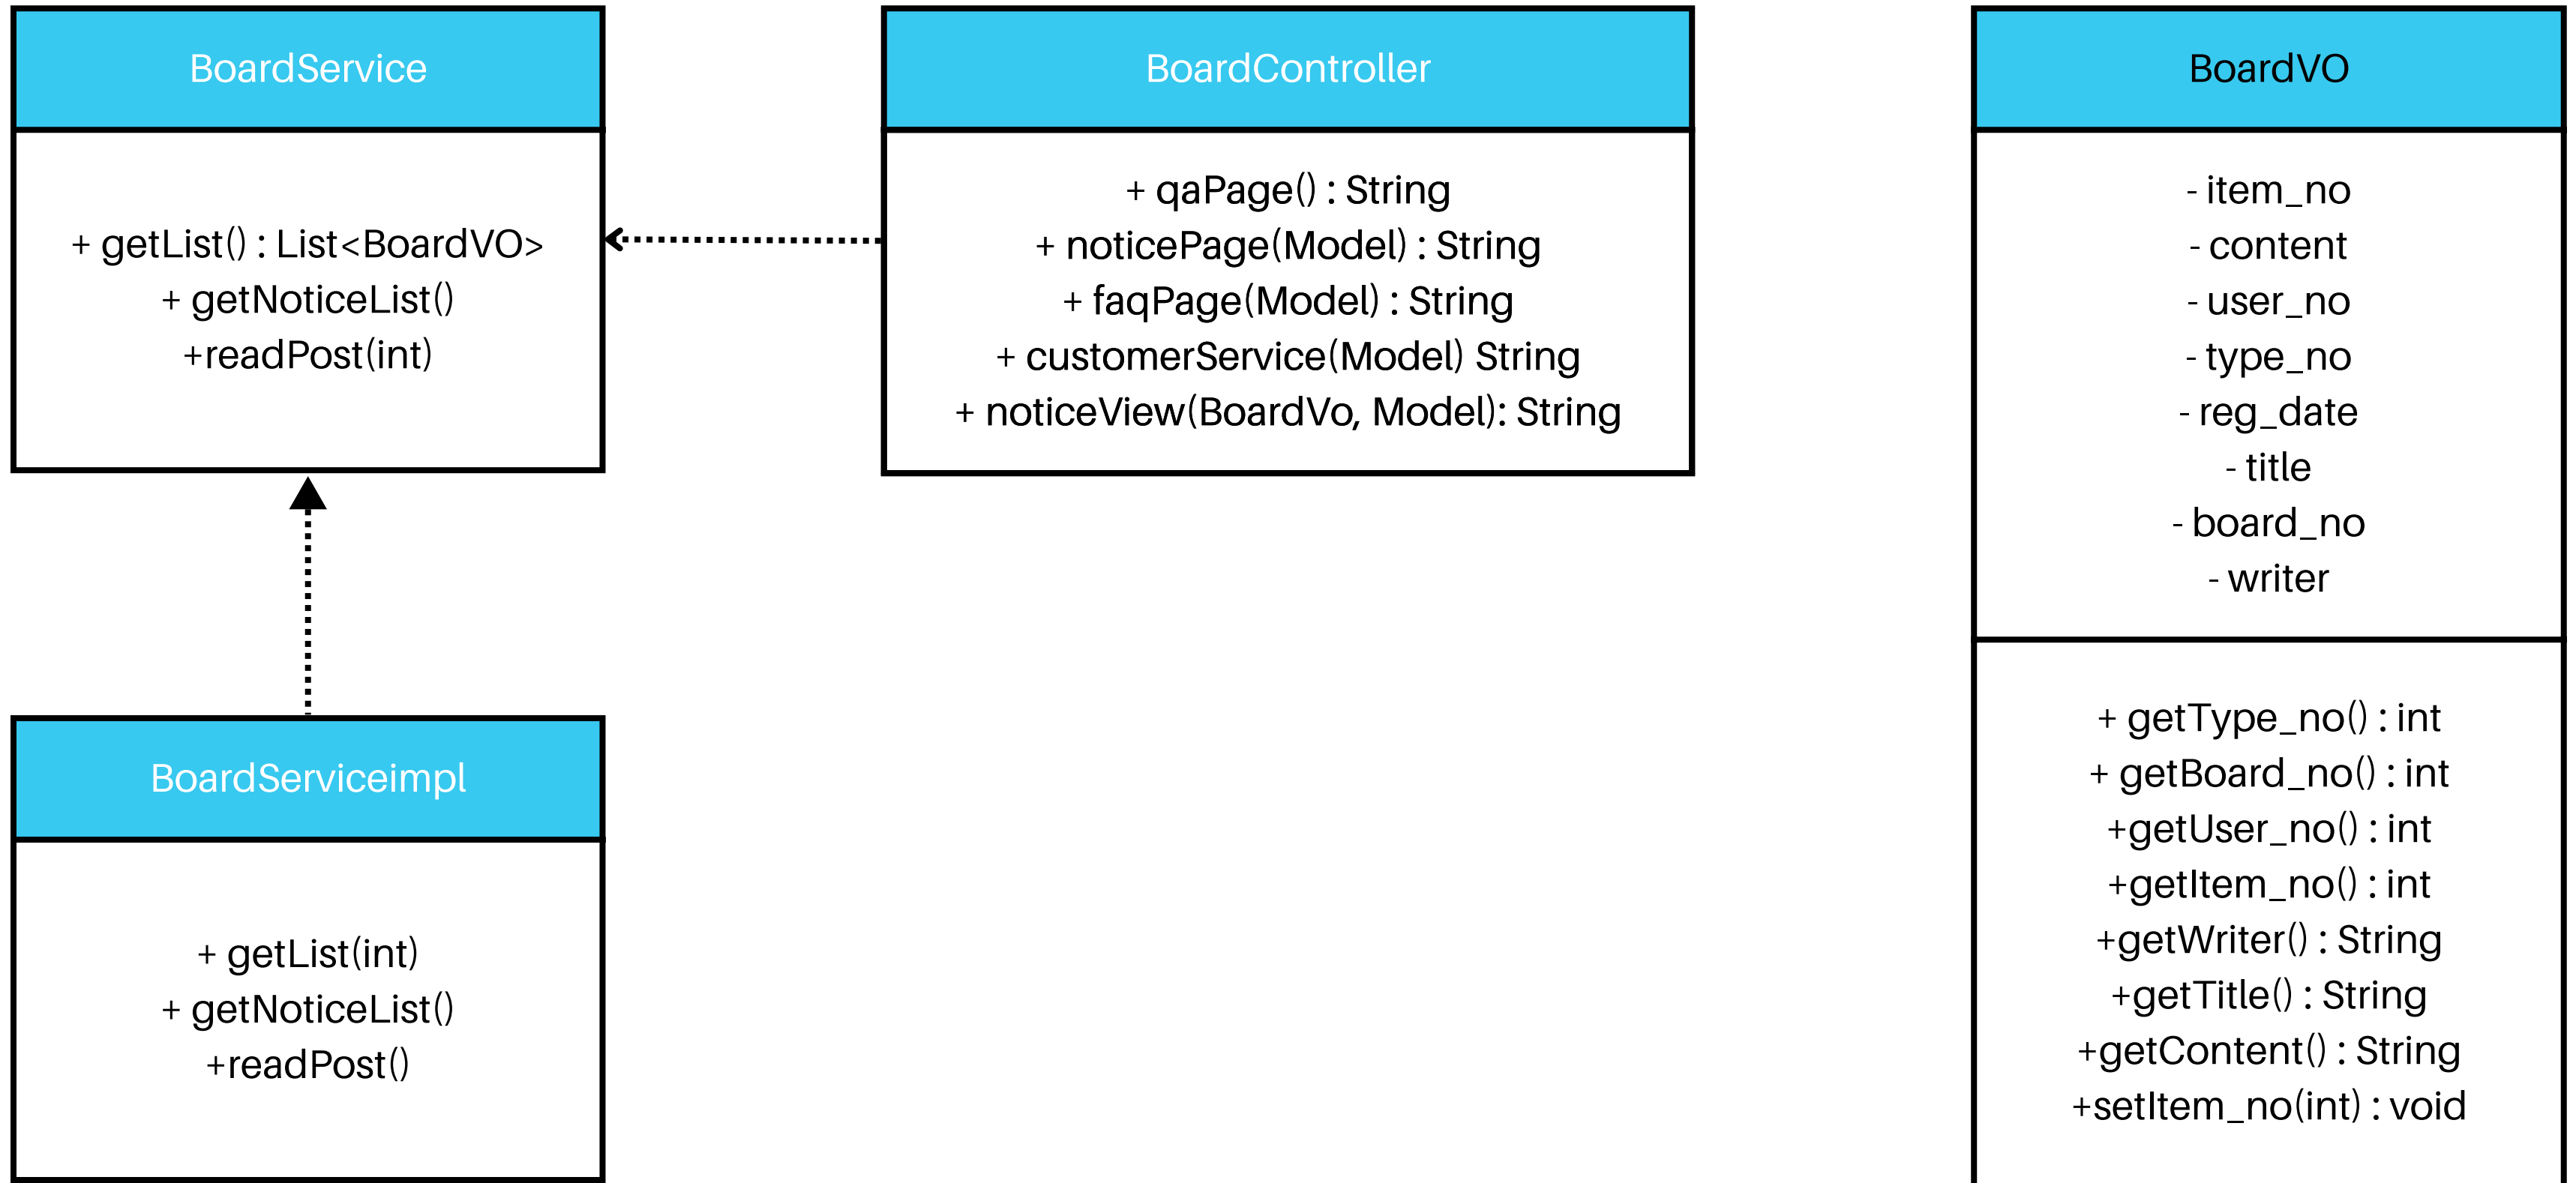 BoardService
+ getList() : List<BoardVO>
+ getNoticeList()
+readPost(int)
BoardController
+ qaPage() : String
+ noticePage(Model) : String
+ faqPage(Model) : String
+ customerService(Model) String
+ noticeView(BoardVo, Model): String
BoardVO
- item_no
- content
- user_no
- type_no
- reg_date
- title
- board_no
- writer
+ getType_no() : int
+ getBoard_no() : int
+getUser_no() : int
+getItem_no() : int
+getWriter() : String
+getTitle() : String
+getContent() : String
+setItem_no(int) : void
BoardServiceimpl
+ getList(int)
+ getNoticeList()
+readPost()